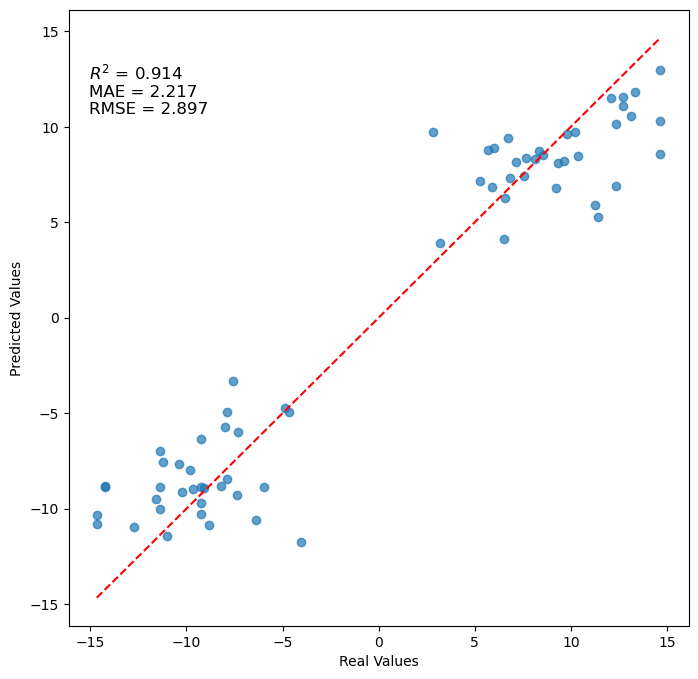 R² = 0.914
MAE = 2.217
RMSE = 2.897
15
10
5
0
−5
−10
−15
Predicted Values
−15 −10 −5 0 5 10 15
Real Values